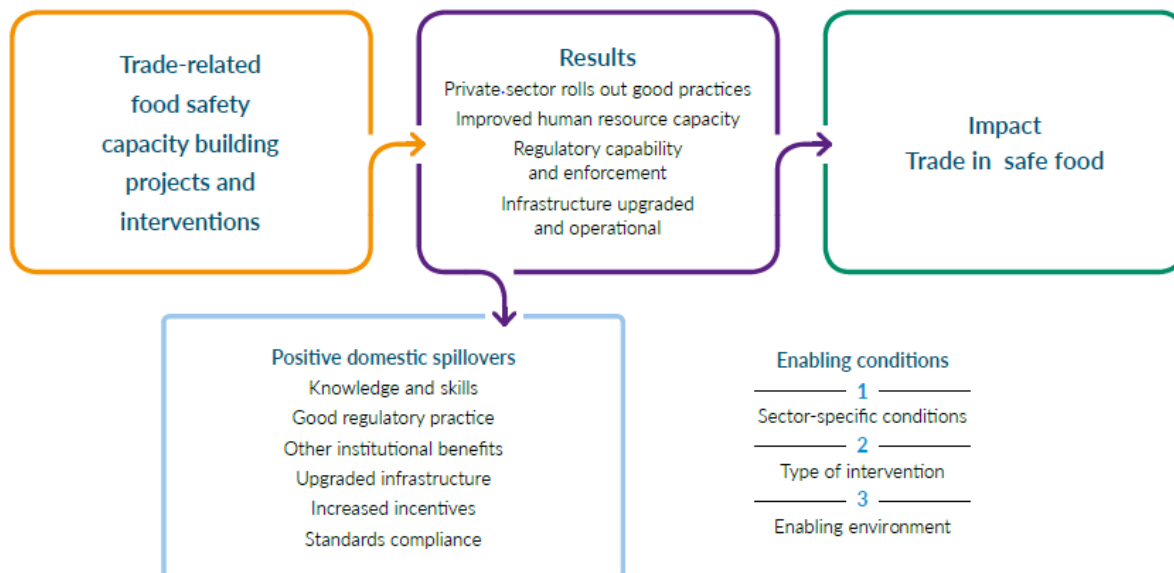 Trade-related
food safety
capacity building
projects and
interventions
Results
Private-sector rolls out good practices
Improved human resource capacity
Regulatory capability
and enforcement
Infrastructure upgraded
and operational
Impact
Trade in safe food
Positive domestic spillovers
Knowledge and skills
Good regulatory practice
Other institutional benefits
Upgraded infrastructure
Increased incentives
Standards compliance
Enabling conditions
1
Sector-specific conditions
2
Type of intervention
3
Enabling environment